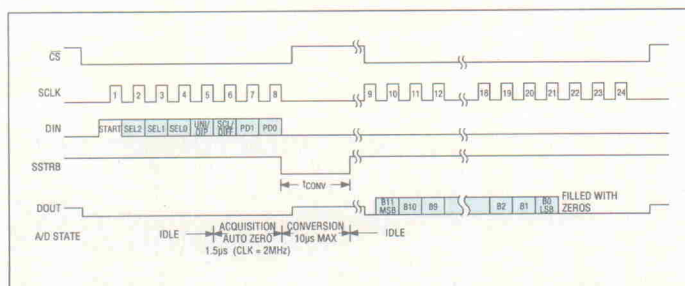 CS
SCLK 1 2 3 4 5 6 7 8 9 10 11 12 18 19 20 21 22 23 24
DIN START SEL2 SEL1 SEL0 UNI/ SCL/ PD1 PD0
DIP DIFF
SSTRB
tCONV
DOUT B11 B10 B9 B2 B1 B0 FILLED WITH
MSB LSB ZEROS
A/D STATE IDLE ACQUISITION CONVERSION IDLE
AUTO ZERO 10µs MAX
1.5µs (CLK = 2MHz)